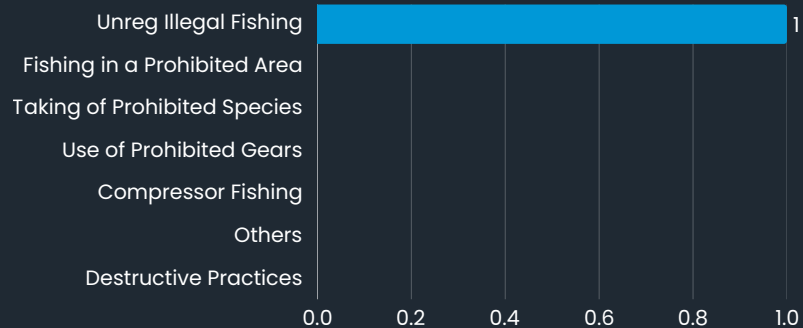 Unreg Illegal Fishing
1
Fishing in a Prohibited Area
Taking of Prohibited Species
Use of Prohibited Gears
Compressor Fishing
Others
Destructive Practices
0.0 0.2 0.4 0.6 0.8 1.0